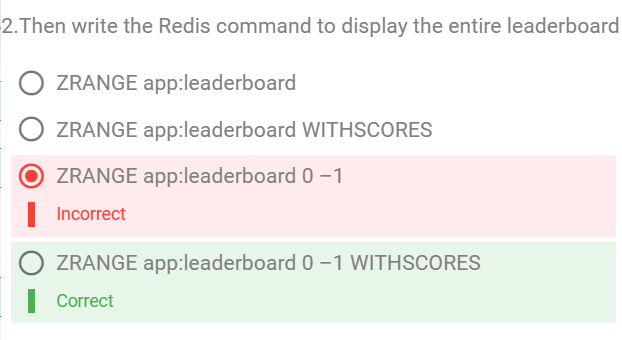 2.Then write the Redis command to display the entire leaderboard
ZRANGE app:leaderboard
ZRANGE app:leaderboard WITHSCORES
ZRANGE app:leaderboard 0 –1
Incorrect
ZRANGE app:leaderboard 0 –1 WITHSCORES
Correct